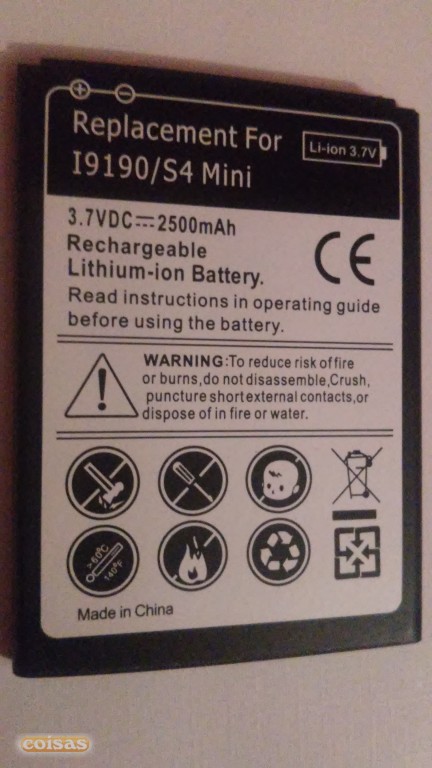 Replacement For
I9190/S4 Mini
Li-ion 3.7V
3.7VDC⎓2500mAh
Rechargeable
Lithium-ion Battery.
CE
Read instructions in operating guide
before using the battery.
WARNING:To reduce risk of fire
or burns,do not disassemble,Crush,
puncture short external contacts,or
dispose of in fire or water.
>60°C
140°F
Made in China
coisas